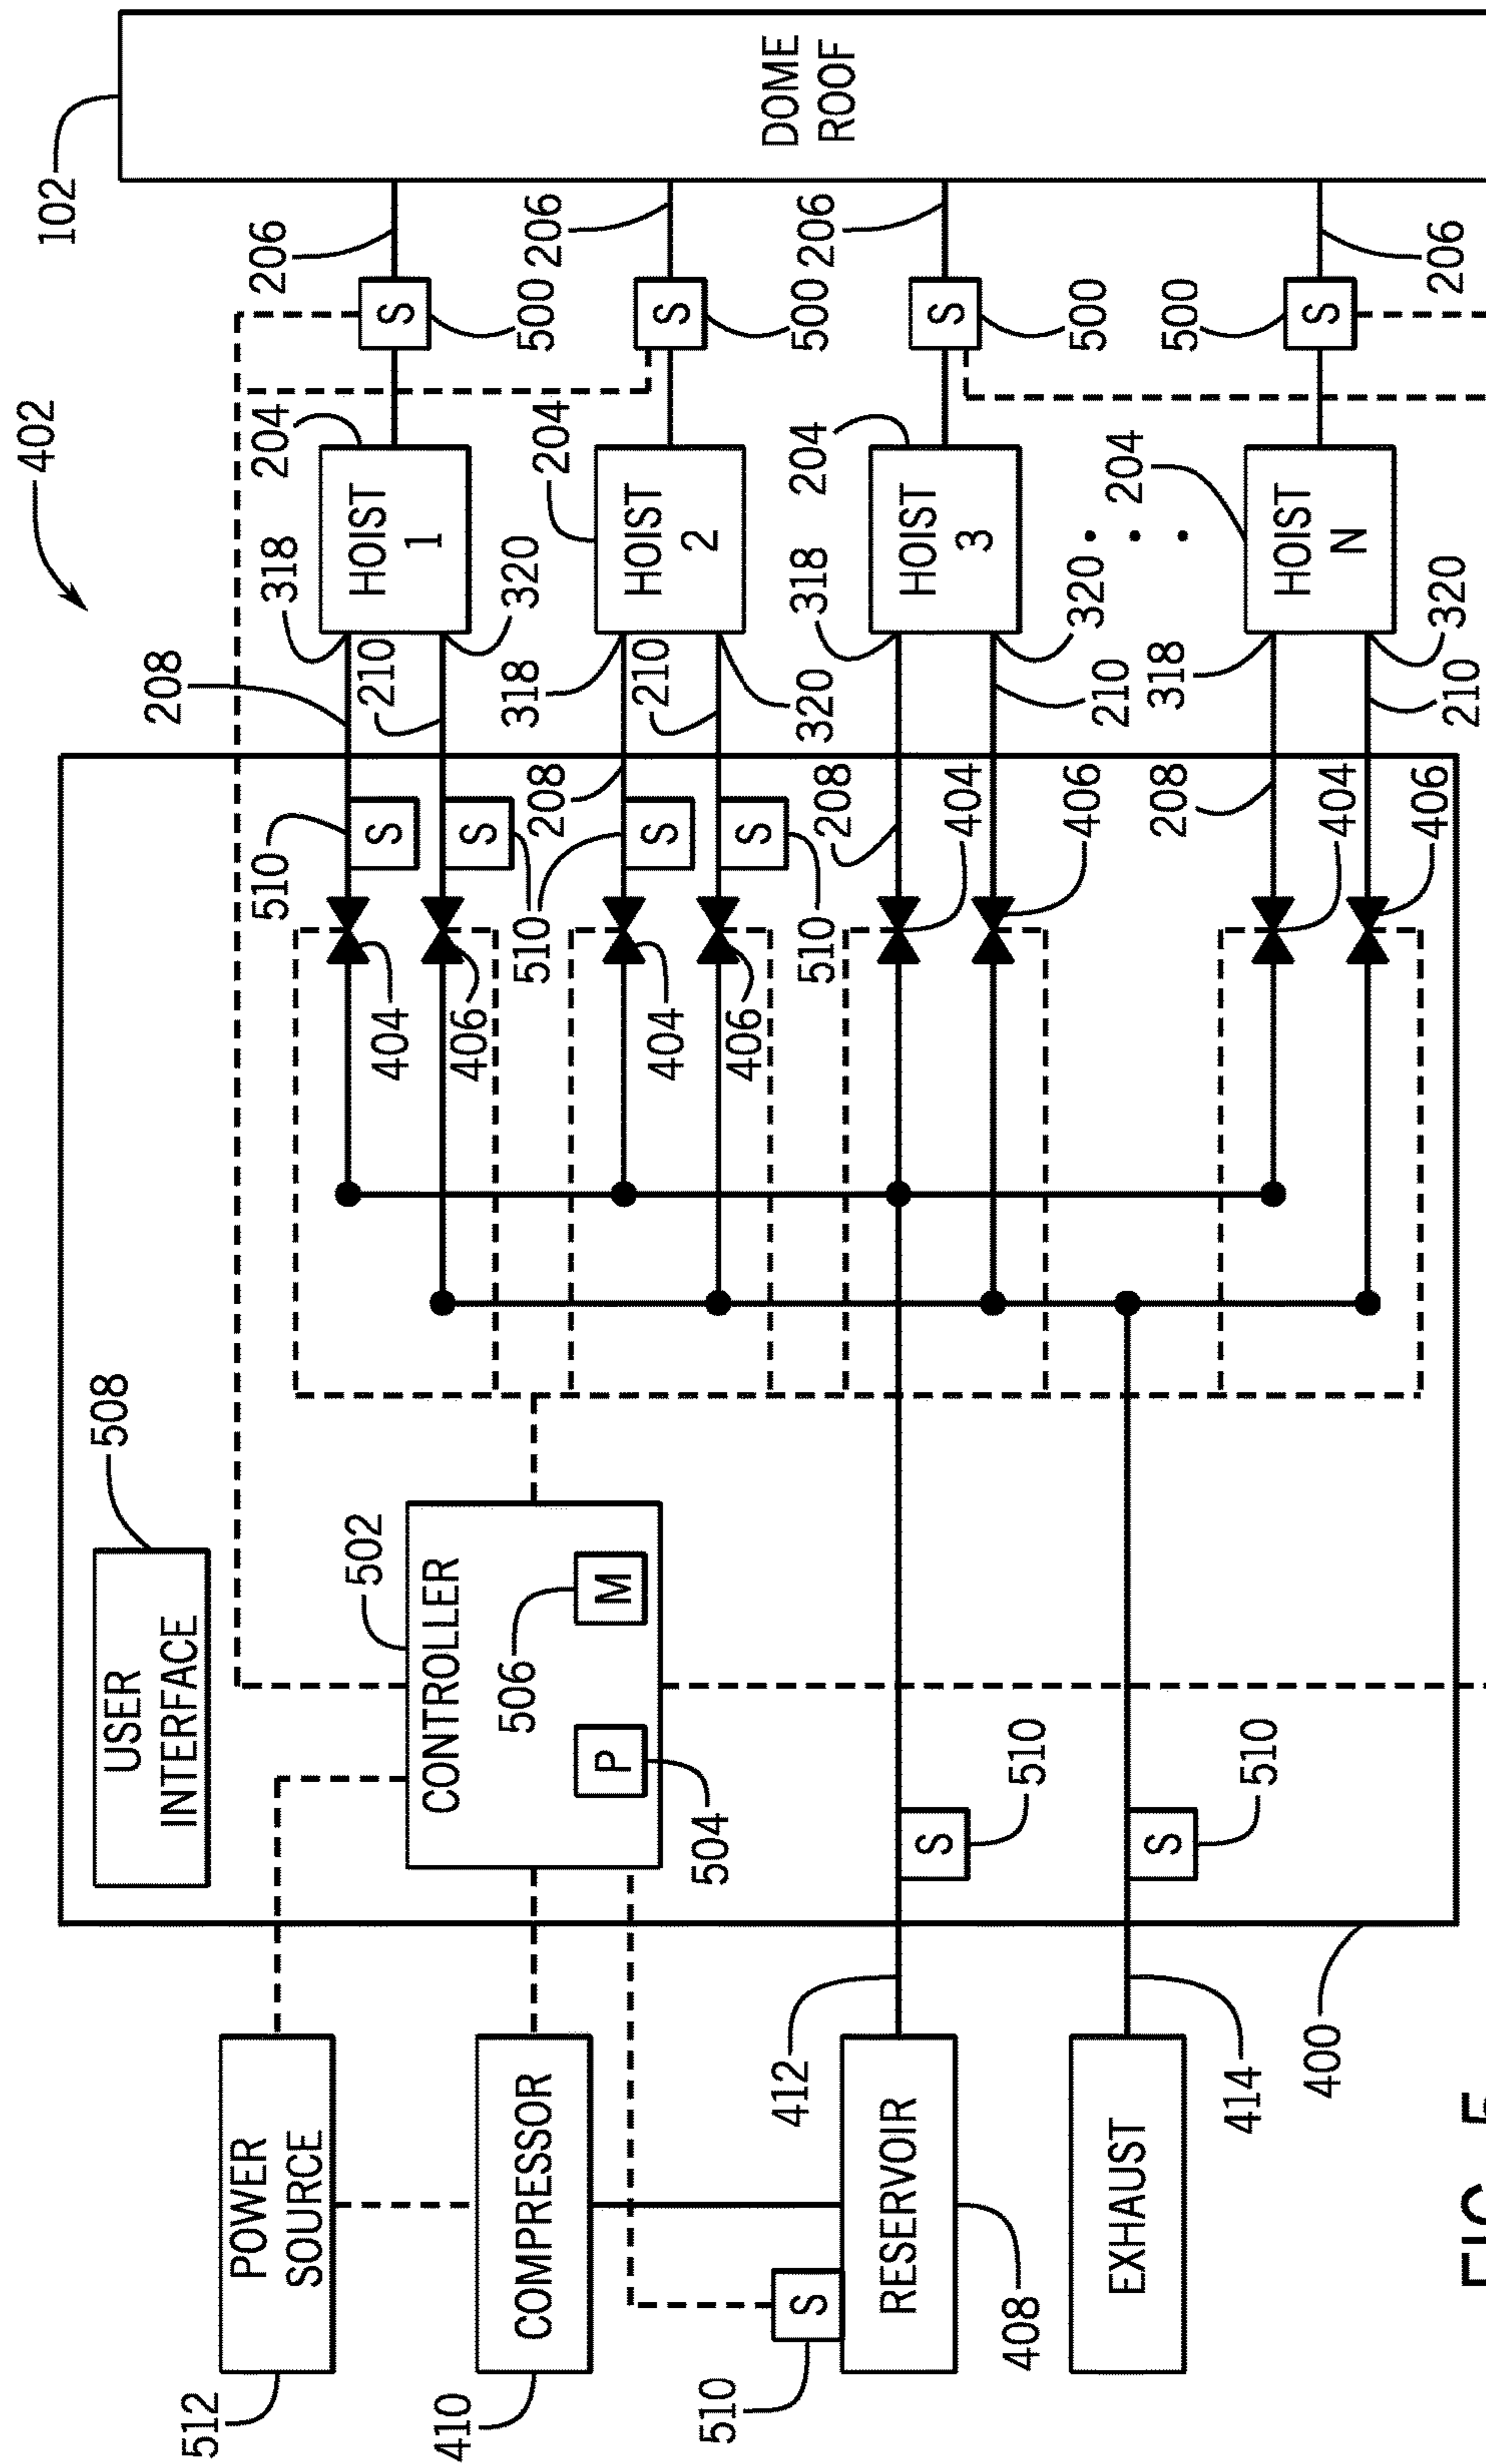 402
102
508
USER
INTERFACE
512
POWER
SOURCE
410
COMPRESSOR
510
S
412
RESERVOIR
408
EXHAUST
414
400
502
CONTROLLER
506
P
M
504
S
510
S
510
208
318
204
206
510
S
HOIST
1
S
404
210
320
500
406
S
510
208
318
204
206
S
HOIST
2
S
404
210
320
500
406
S
510
208
318
204
206
404
HOIST
3
S
406
210
320
500
208
318
204
500
404
HOIST
N
S
406
210
320
206
DOME
ROOF